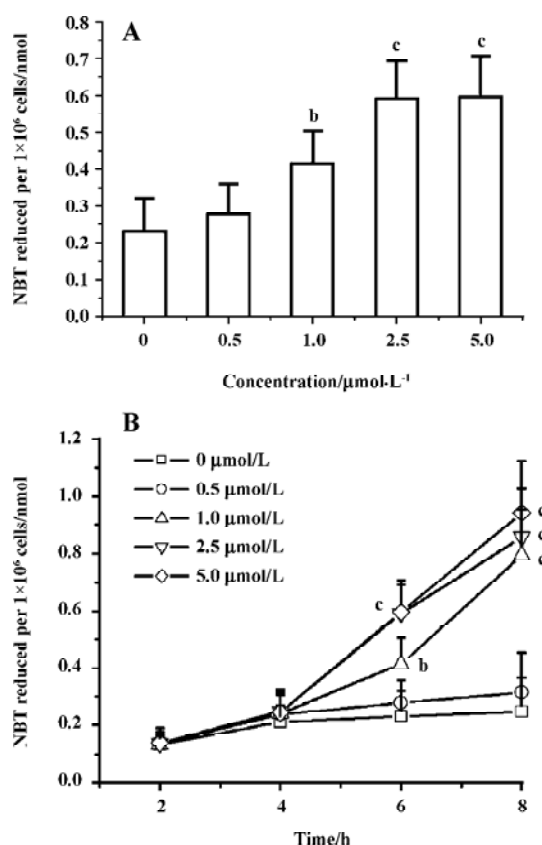 A
NBT reduced per 1×10⁶ cells/nmol
0.8
0.7
0.6
0.5
0.4
0.3
0.2
0.1
0.0
b
c
c
0 0.5 1.0 2.5 5.0
Concentration/μmol·L⁻¹
B
NBT reduced per 1×10⁶ cells/nmol
1.2
1.0
0.8
0.6
0.4
0.2
0.0
0 μmol/L
0.5 μmol/L
1.0 μmol/L
2.5 μmol/L
5.0 μmol/L
c
b
c
c
c
2 4 6 8
Time/h